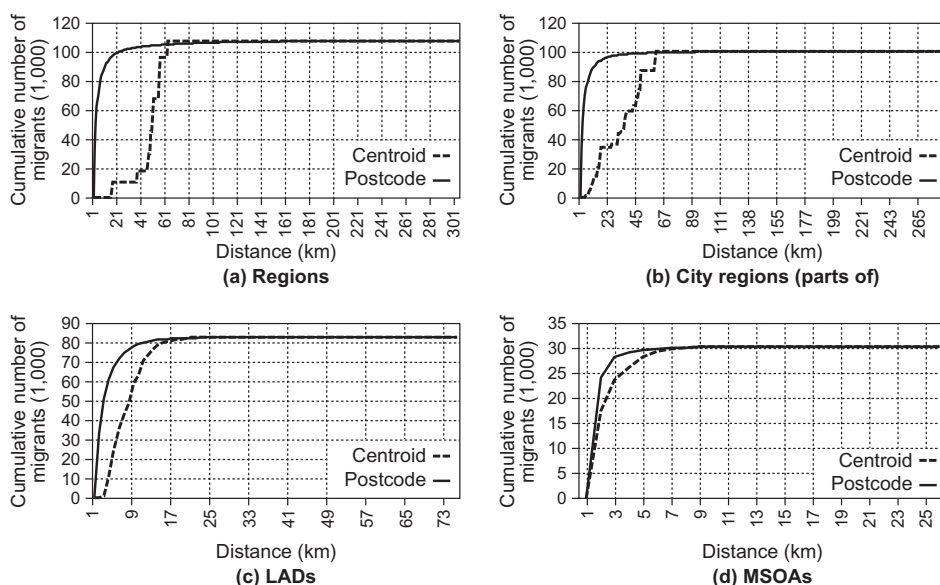 Cumulative number of
migrants (1,000)
120
100
80
60
40
20
0
Centroid
Postcode
1 21 41 61 81 101 121 141 161 181 201 221 241 261 281 301
Distance (km)
(a) Regions
Cumulative number of
migrants (1,000)
120
100
80
60
40
20
0
Centroid
Postcode
1 23 45 67 89 111 133 155 177 199 221 243 265
Distance (km)
(b) City regions (parts of)
Cumulative number of
migrants (1,000)
90
80
70
60
50
40
30
20
10
0
Centroid
Postcode
1 9 17 25 33 41 49 57 65 73
Distance (km)
(c) LADs
Cumulative number of
migrants (1,000)
35
30
25
20
15
10
5
0
Centroid
Postcode
1 3 5 7 9 11 13 15 17 19 21 23 25
Distance (km)
(d) MSOAs